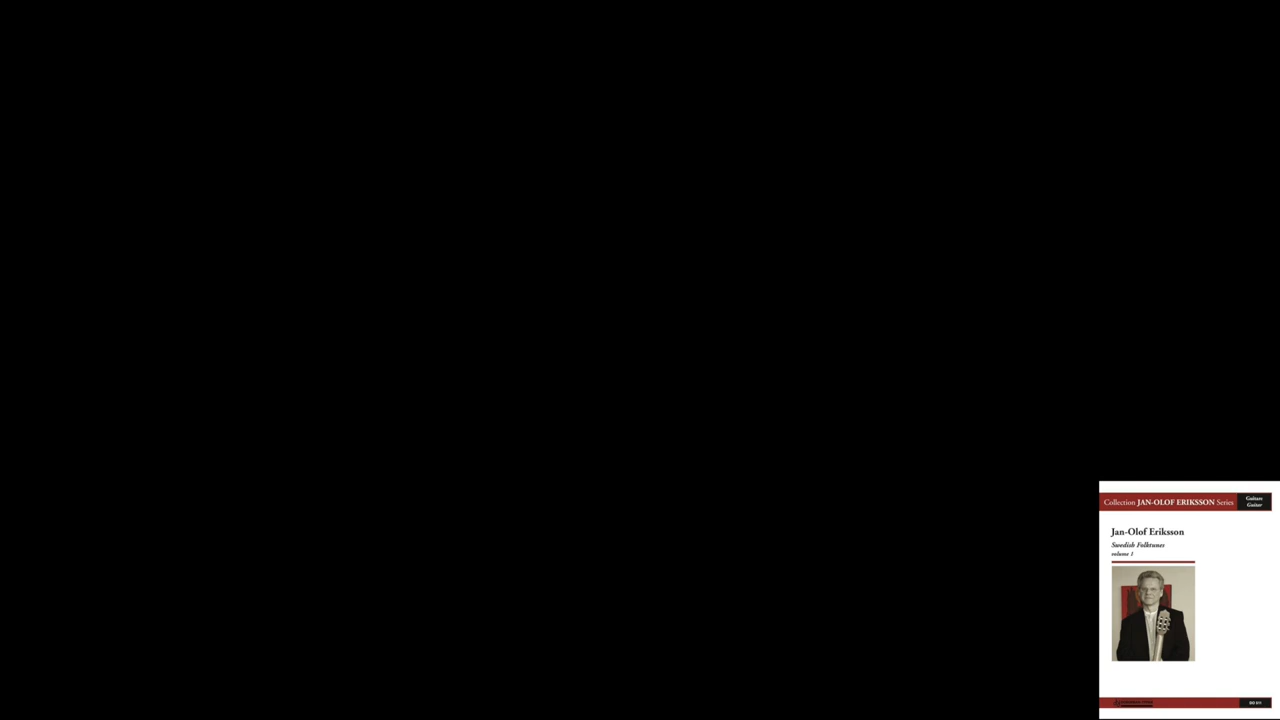 Collection JAN-OLOF ERIKSSON Series
Guitare
Guitar
Jan-Olof Eriksson
Swedish Folktunes
volume 1